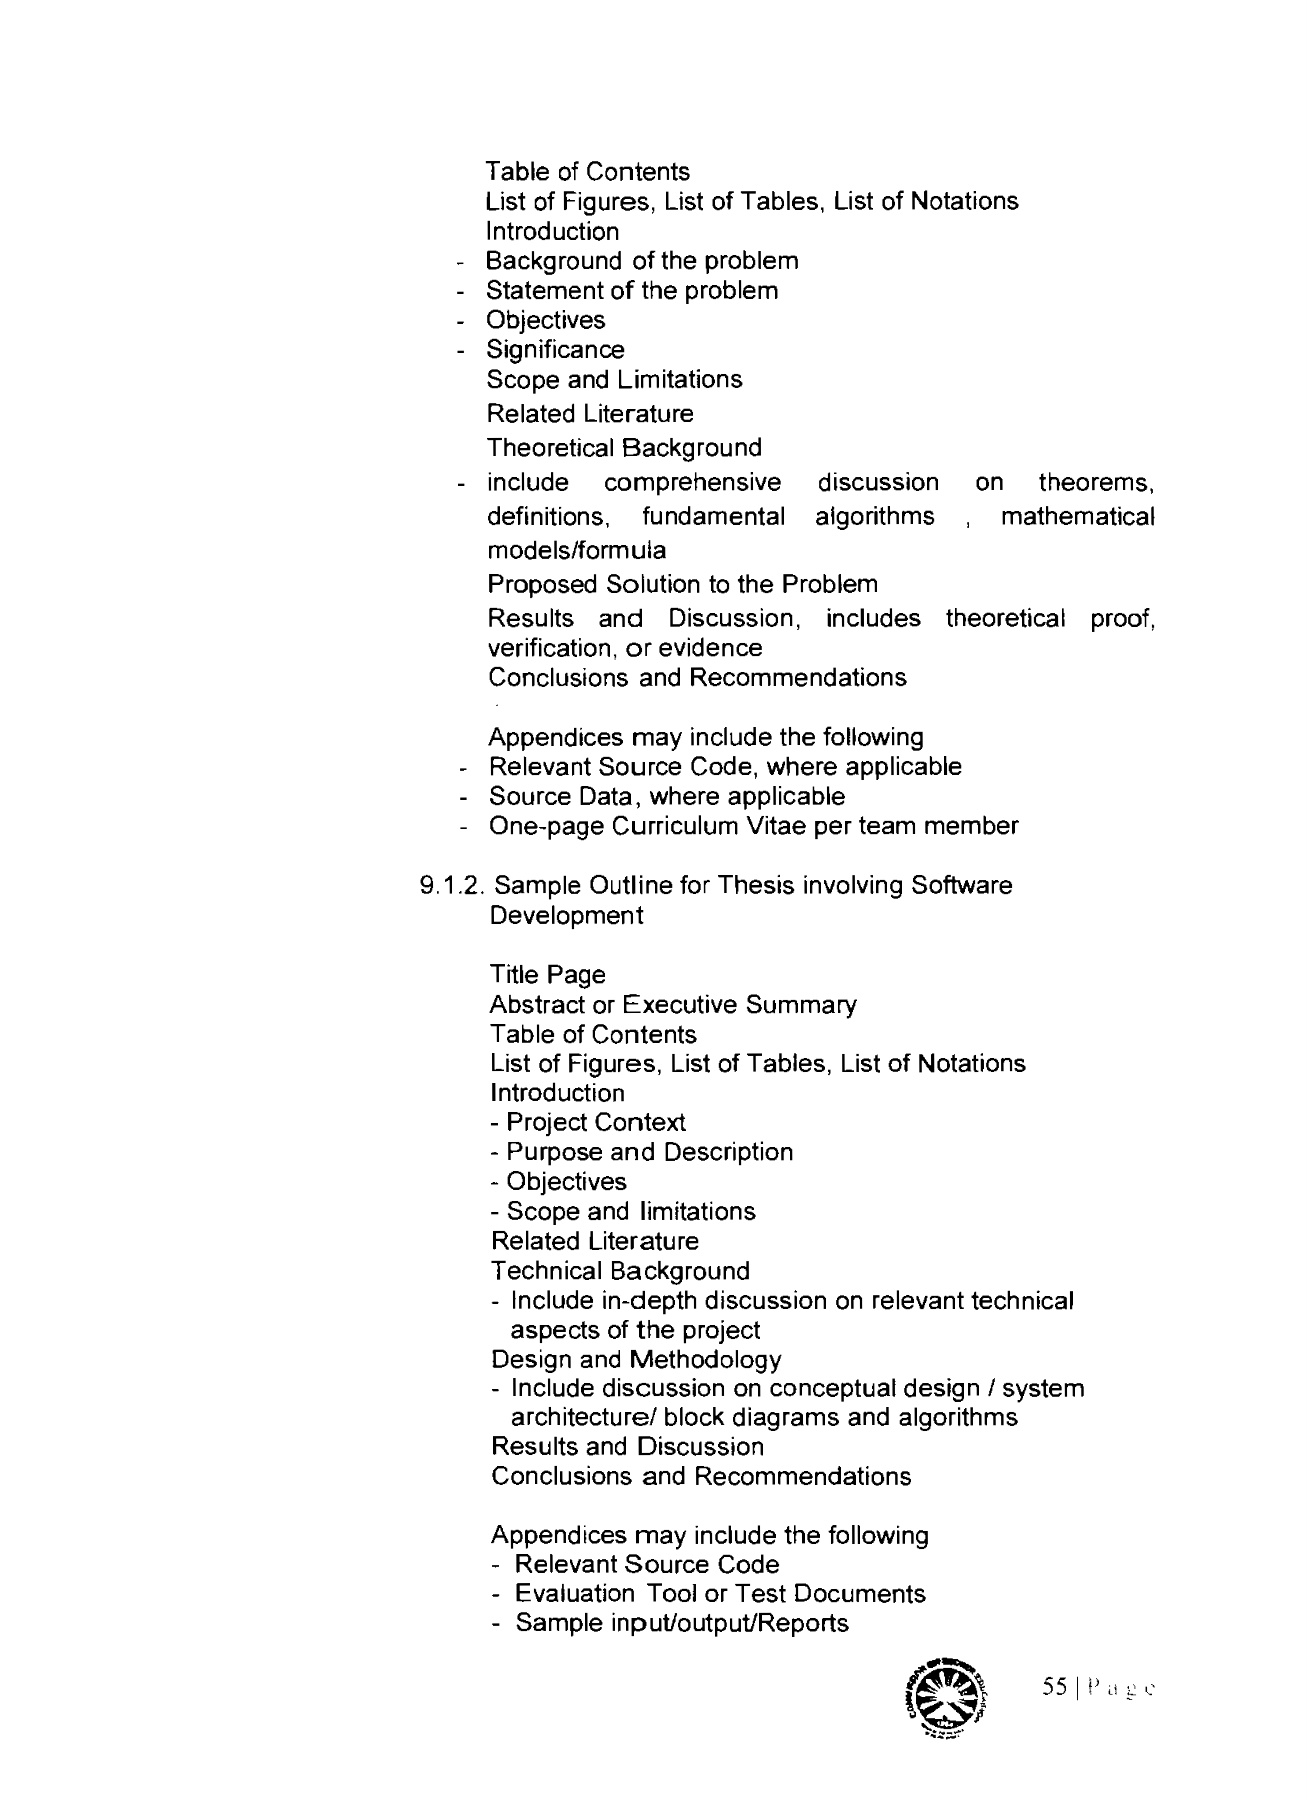 Table of Contents
List of Figures, List of Tables, List of Notations
Introduction
- Background of the problem
- Statement of the problem
- Objectives
- Significance
Scope and Limitations
Related Literature
Theoretical Background
- include comprehensive discussion on theorems,
definitions, fundamental algorithms , mathematical
models/formula
Proposed Solution to the Problem
Results and Discussion, includes theoretical proof,
verification, or evidence
Conclusions and Recommendations
Appendices may include the following
- Relevant Source Code, where applicable
- Source Data, where applicable
- One-page Curriculum Vitae per team member
9.1.2. Sample Outline for Thesis involving Software
Development
Title Page
Abstract or Executive Summary
Table of Contents
List of Figures, List of Tables, List of Notations
Introduction
- Project Context
- Purpose and Description
- Objectives
- Scope and limitations
Related Literature
Technical Background
- Include in-depth discussion on relevant technical
aspects of the project
Design and Methodology
- Include discussion on conceptual design / system
architecture/ block diagrams and algorithms
Results and Discussion
Conclusions and Recommendations
Appendices may include the following
- Relevant Source Code
- Evaluation Tool or Test Documents
- Sample input/output/Reports
55 | Page